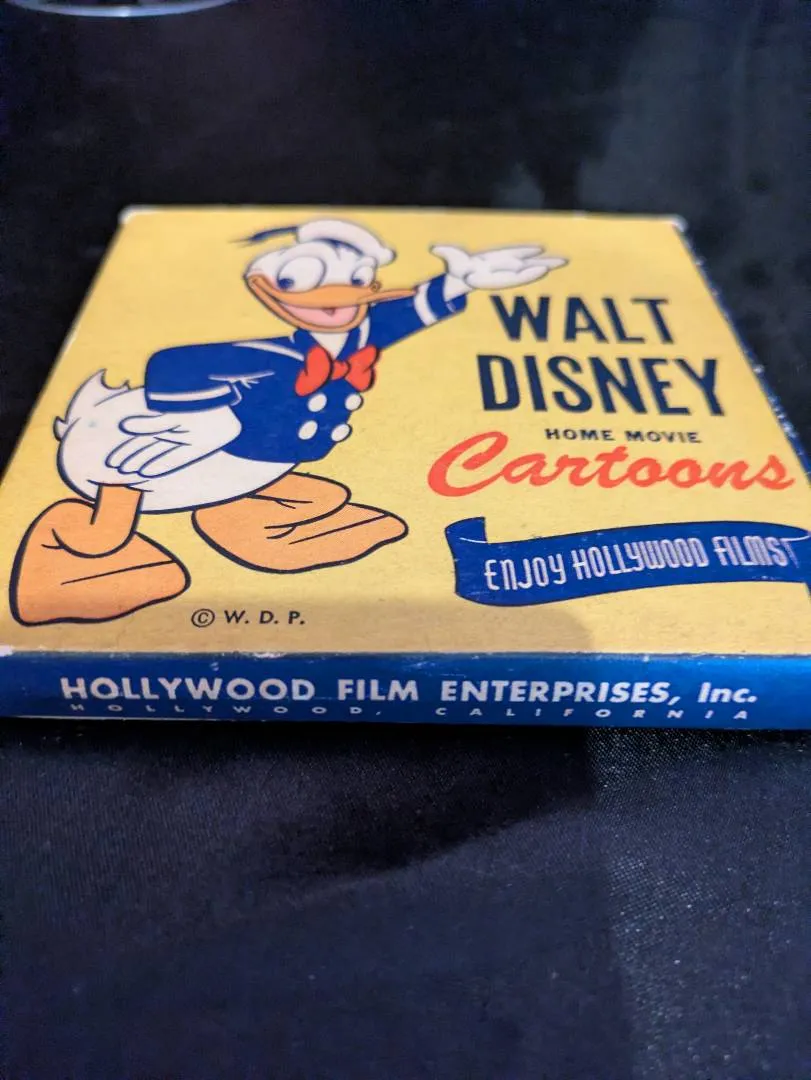 WALT
DISNEY
HOME MOVIE
Cartoons
ENJOY HOLLYWOOD FILMS
© W. D. P.
HOLLYWOOD FILM ENTERPRISES, Inc.
HOLLYWOOD, CALIFORNIA